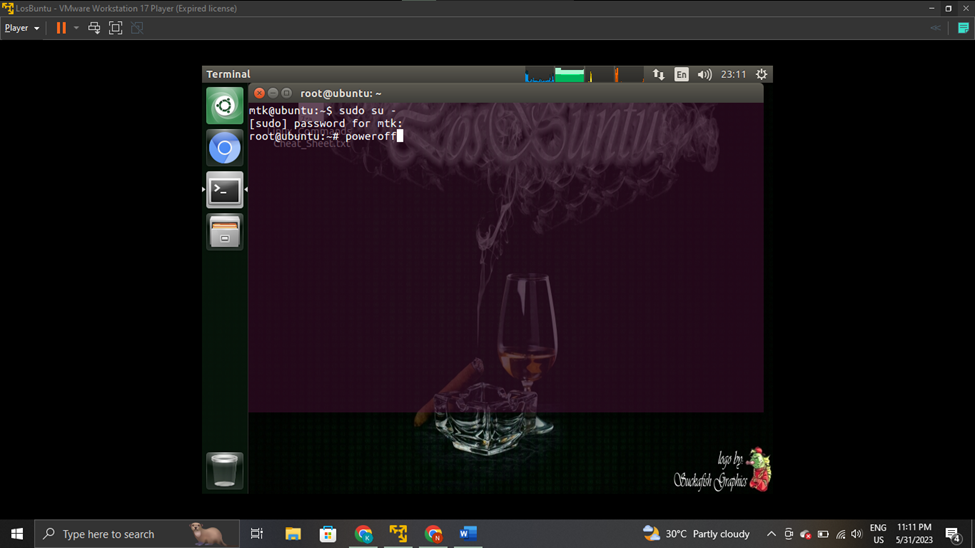 LosBuntu - VMware Workstation 17 Player (Expired license)
Player
Terminal
En
23:11
root@ubuntu: ~
mtk@ubuntu:~$ sudo su -
[sudo] password for mtk:
root@ubuntu:~# poweroff
Commands
Cheat_Sheet.txt
LosBuntu
logo by:
Suckafish Graphics
Type here to search
30°C Partly cloudy
ENG
US
11:11 PM
5/31/2023
4